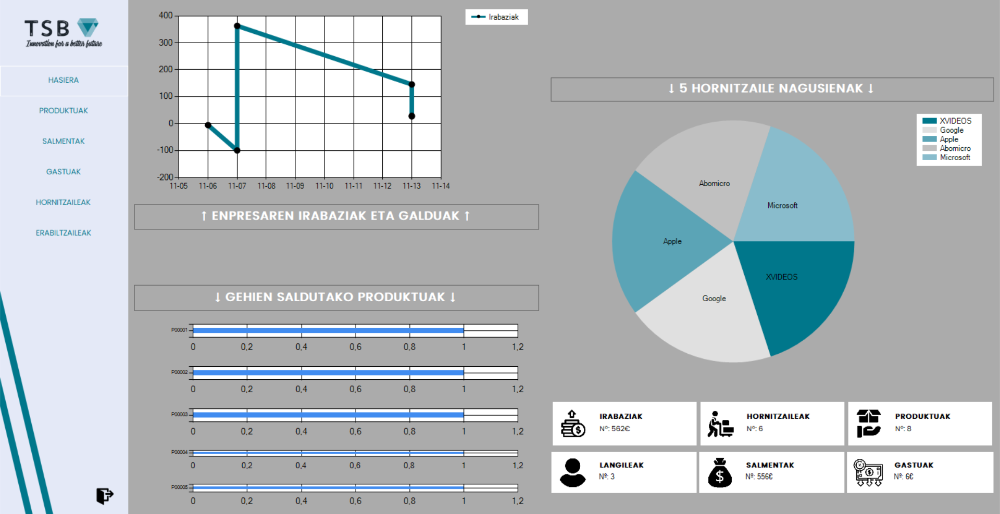 TSB
Innovation for a better future
HASIERA
PRODUKTUAK
SALMENTAK
GASTUAK
HORNITZAILEAK
ERABILTZAILEAK
400
300
200
100
0
-100
-200
11-05 11-06 11-07 11-08 11-09 11-10 11-11 11-12 11-13 11-14
Irabaziak
↑ ENPRESAREN IRABAZIAK ETA GALDUAK ↑
↓ GEHIEN SALDUTAKO PRODUKTUAK ↓
P00001
0 0,2 0,4 0,6 0,8 1 1,2
P00002
0 0,2 0,4 0,6 0,8 1 1,2
P00003
0 0,2 0,4 0,6 0,8 1 1,2
P00004
0 0,2 0,4 0,6 0,8 1 1,2
P00005
0 0,2 0,4 0,6 0,8 1 1,2
↓ 5 HORNITZAILE NAGUSIENAK ↓
XVIDEOS
Google
Apple
Abomicro
Microsoft
Abomicro
Microsoft
Apple
XVIDEOS
Google
IRABAZIAK
Nº: 562€
HORNITZAILEAK
Nº: 6
PRODUKTUAK
Nº: 8
LANGILEAK
Nº: 3
SALMENTAK
Nº: 556€
GASTUAK
Nº: 6€